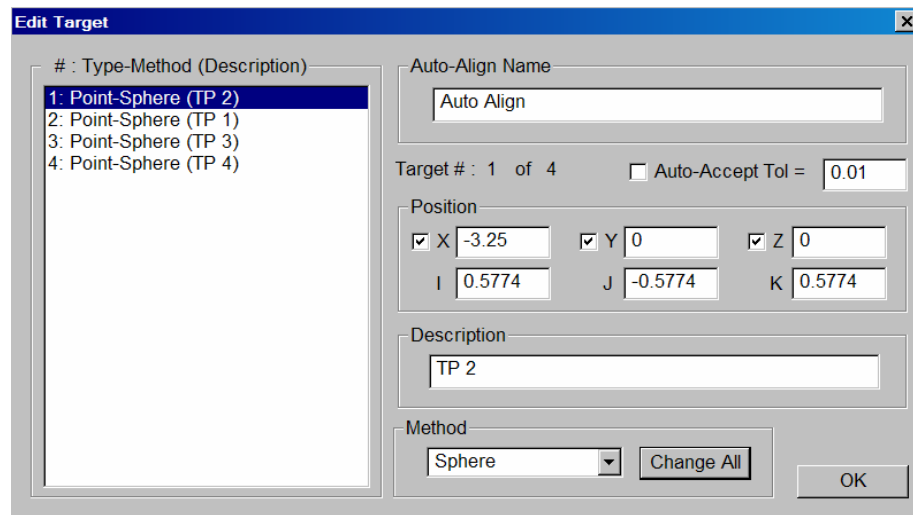 Edit Target
# : Type-Method (Description)
1: Point-Sphere (TP 2)
2: Point-Sphere (TP 1)
3: Point-Sphere (TP 3)
4: Point-Sphere (TP 4)
Auto-Align Name
Auto Align
Target # : 1 of 4 Auto-Accept Tol = 0.01
Position
X -3.25 Y 0 Z 0
I 0.5774 J -0.5774 K 0.5774
Description
TP 2
Method
Sphere Change All
OK